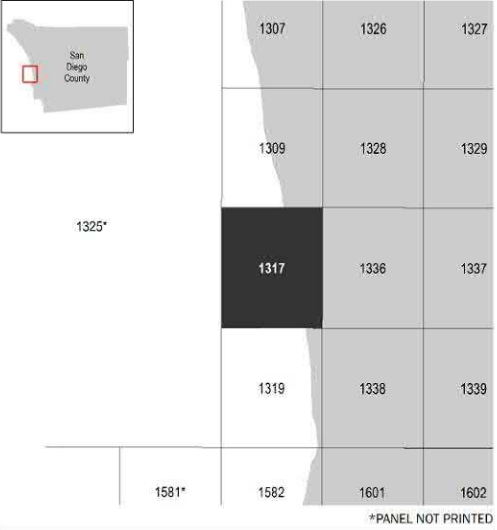 San
Diego
County
1307 1326 1327
1309 1328 1329
1325*
1317 1336 1337
1319 1338 1339
1581* 1582 1601 1602
*PANEL NOT PRINTED